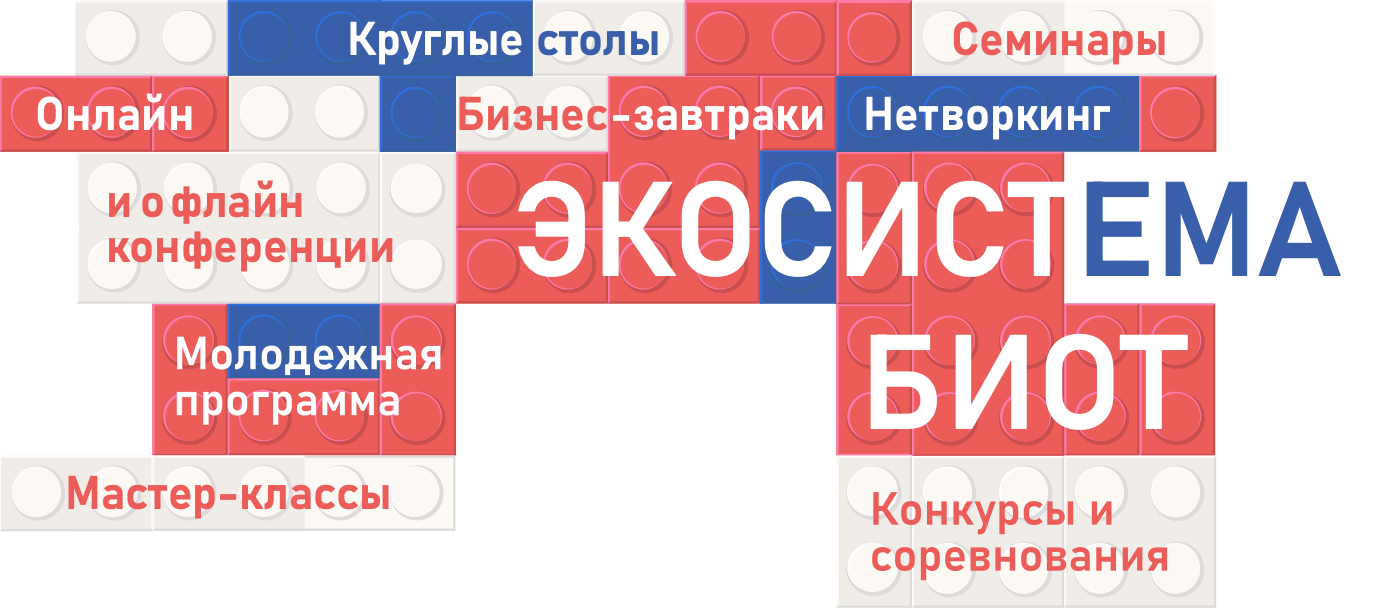 Круглые столы
Семинары
Онлайн
Бизнес-завтраки
Нетворкинг
и офлайн
конференции
ЭКОСИСТЕМА
БИОТ
Молодежная
программа
Мастер-классы
Конкурсы и
соревнования